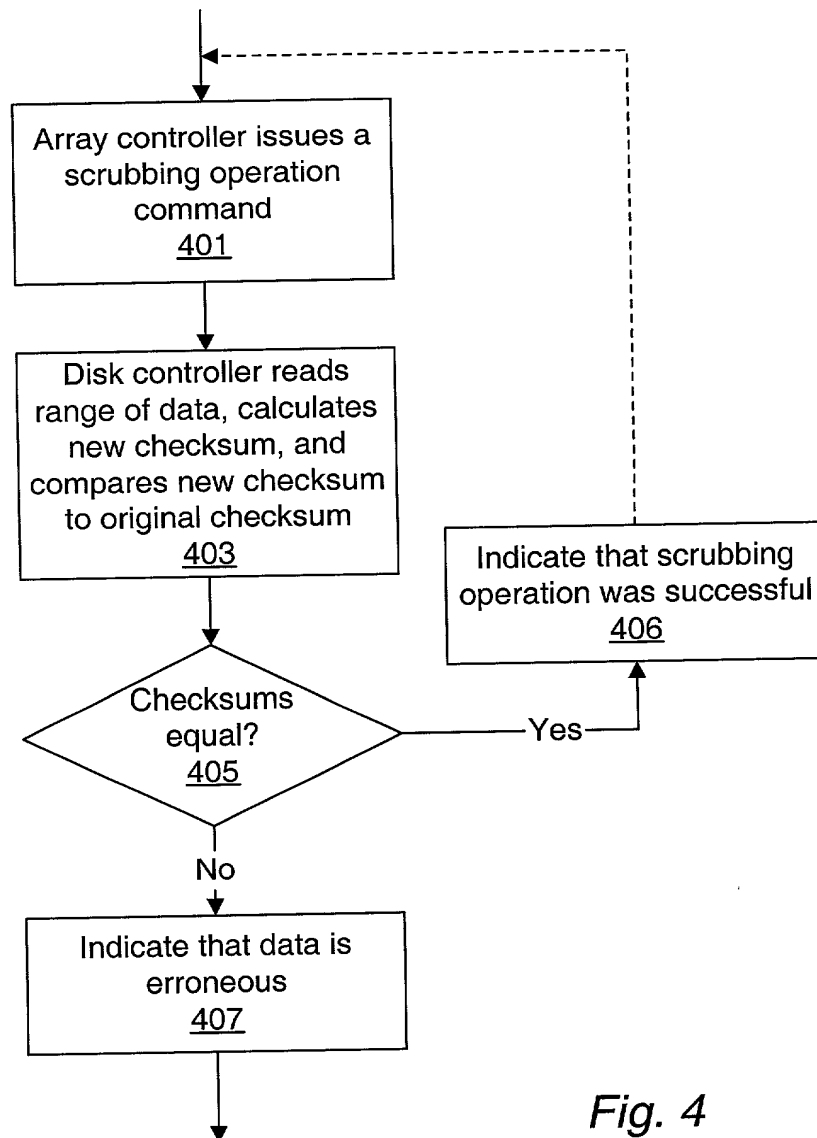 Array controller issues a
scrubbing operation
command
401
Disk controller reads
range of data, calculates
new checksum, and
compares new checksum
to original checksum
403
Indicate that scrubbing
operation was successful
406
Checksums
equal?
405
Yes
No
Indicate that data is
erroneous
407
Fig. 4